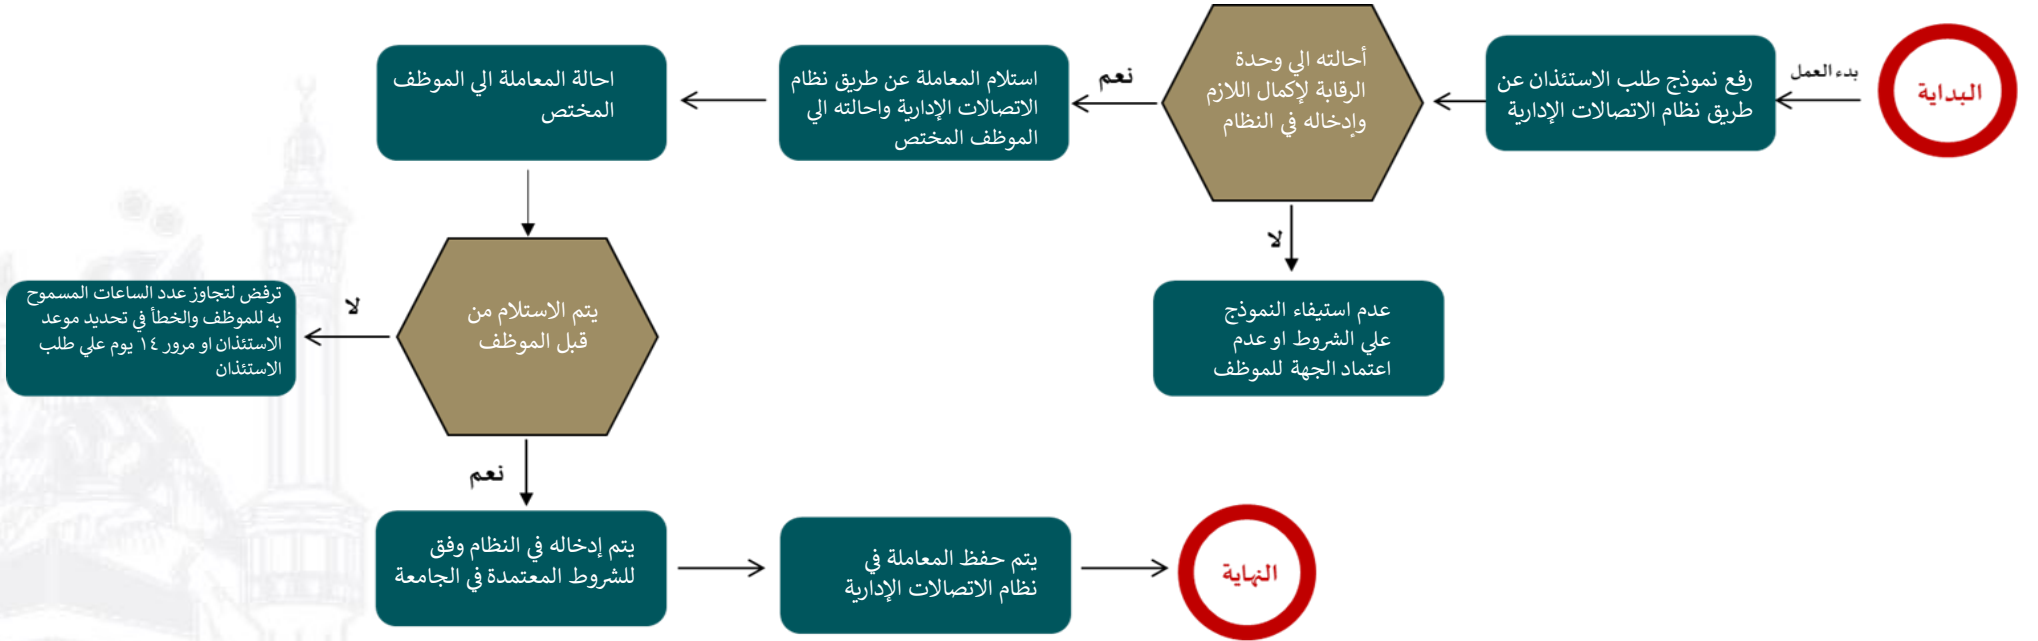 البداية
بدء العمل
رفع نموذج طلب الاستئذان عن
طريق نظام الاتصالات الإدارية
أحالته الي وحدة
الرقابة لإكمال اللازم
وإدخاله في النظام
نعم
استلام المعاملة عن طريق نظام
الاتصالات الإدارية واحالته الي
الموظف المختص
احالة المعاملة الي الموظف
المختص
لا
عدم استيفاء النموذج
علي الشروط او عدم
اعتماد الجهة للموظف
يتم الاستلام من
قبل الموظف
لا
ترفض لتجاوز عدد الساعات المسموح
به للموظف والخطأ في تحديد موعد
الاستئذان او مرور ١٤ يوم علي طلب
الاستئذان
نعم
يتم إدخاله في النظام وفق
للشروط المعتمدة في الجامعة
يتم حفظ المعاملة في
نظام الاتصالات الإدارية
النهاية